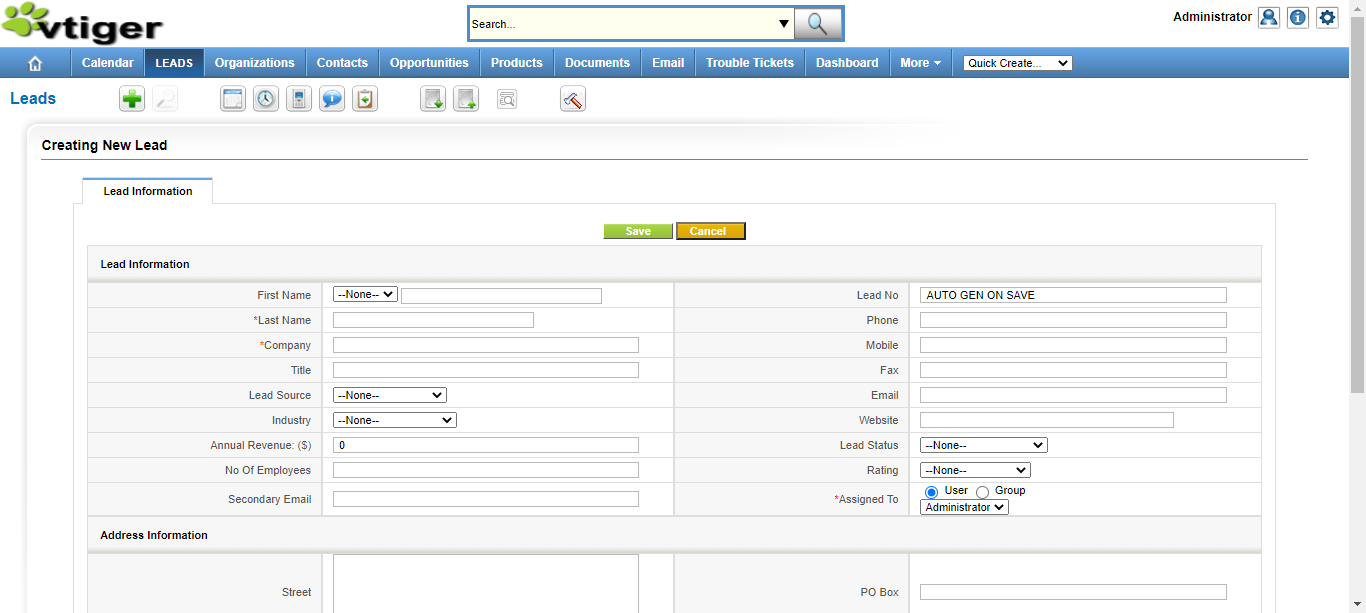 vtiger
Search...
Administrator
Calendar LEADS Organizations Contacts Opportunities Products Documents Email Trouble Tickets Dashboard More Quick Create...
Leads
Creating New Lead
Lead Information
Save Cancel
Lead Information
First Name --None-- Lead No AUTO GEN ON SAVE
*Last Name Phone
*Company Mobile
Title Fax
Lead Source --None-- Email
Industry --None-- Website
Annual Revenue: ($) 0 Lead Status --None--
No Of Employees Rating --None--
Secondary Email *Assigned To User Group
Administrator
Address Information
Street PO Box